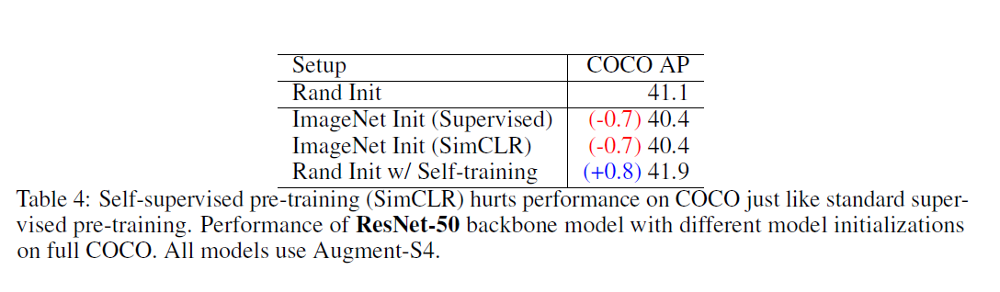 Setup COCO AP
Rand Init 41.1
ImageNet Init (Supervised) (-0.7) 40.4
ImageNet Init (SimCLR) (-0.7) 40.4
Rand Init w/ Self-training (+0.8) 41.9
Table 4: Self-supervised pre-training (SimCLR) hurts performance on COCO just like standard super-
vised pre-training. Performance of ResNet-50 backbone model with different model initializations
on full COCO. All models use Augment-S4.